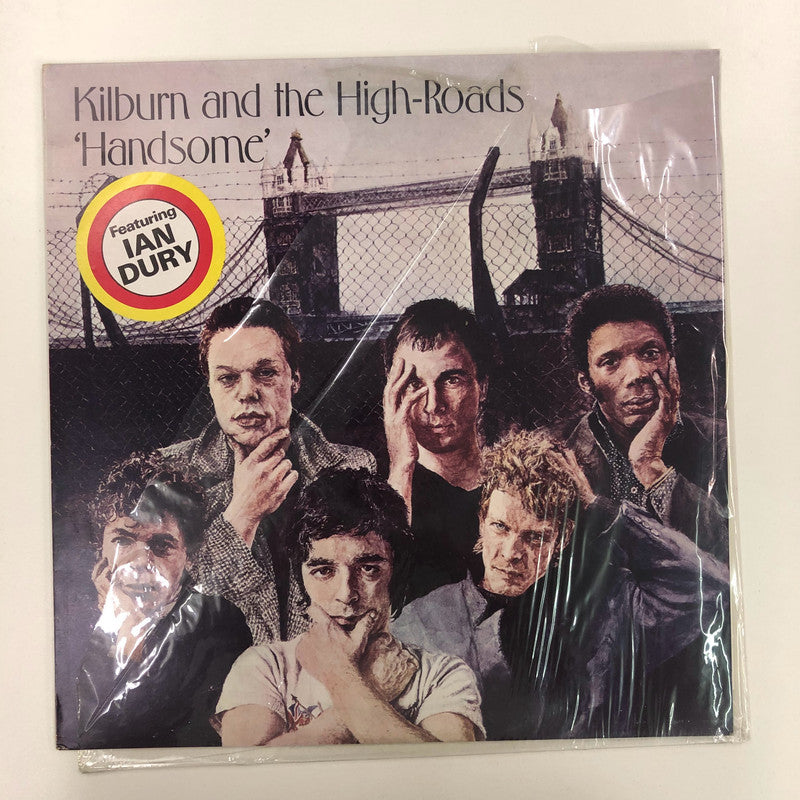 Kilburn and the High-Roads
‘Handsome’
Featuring
IAN
DURY